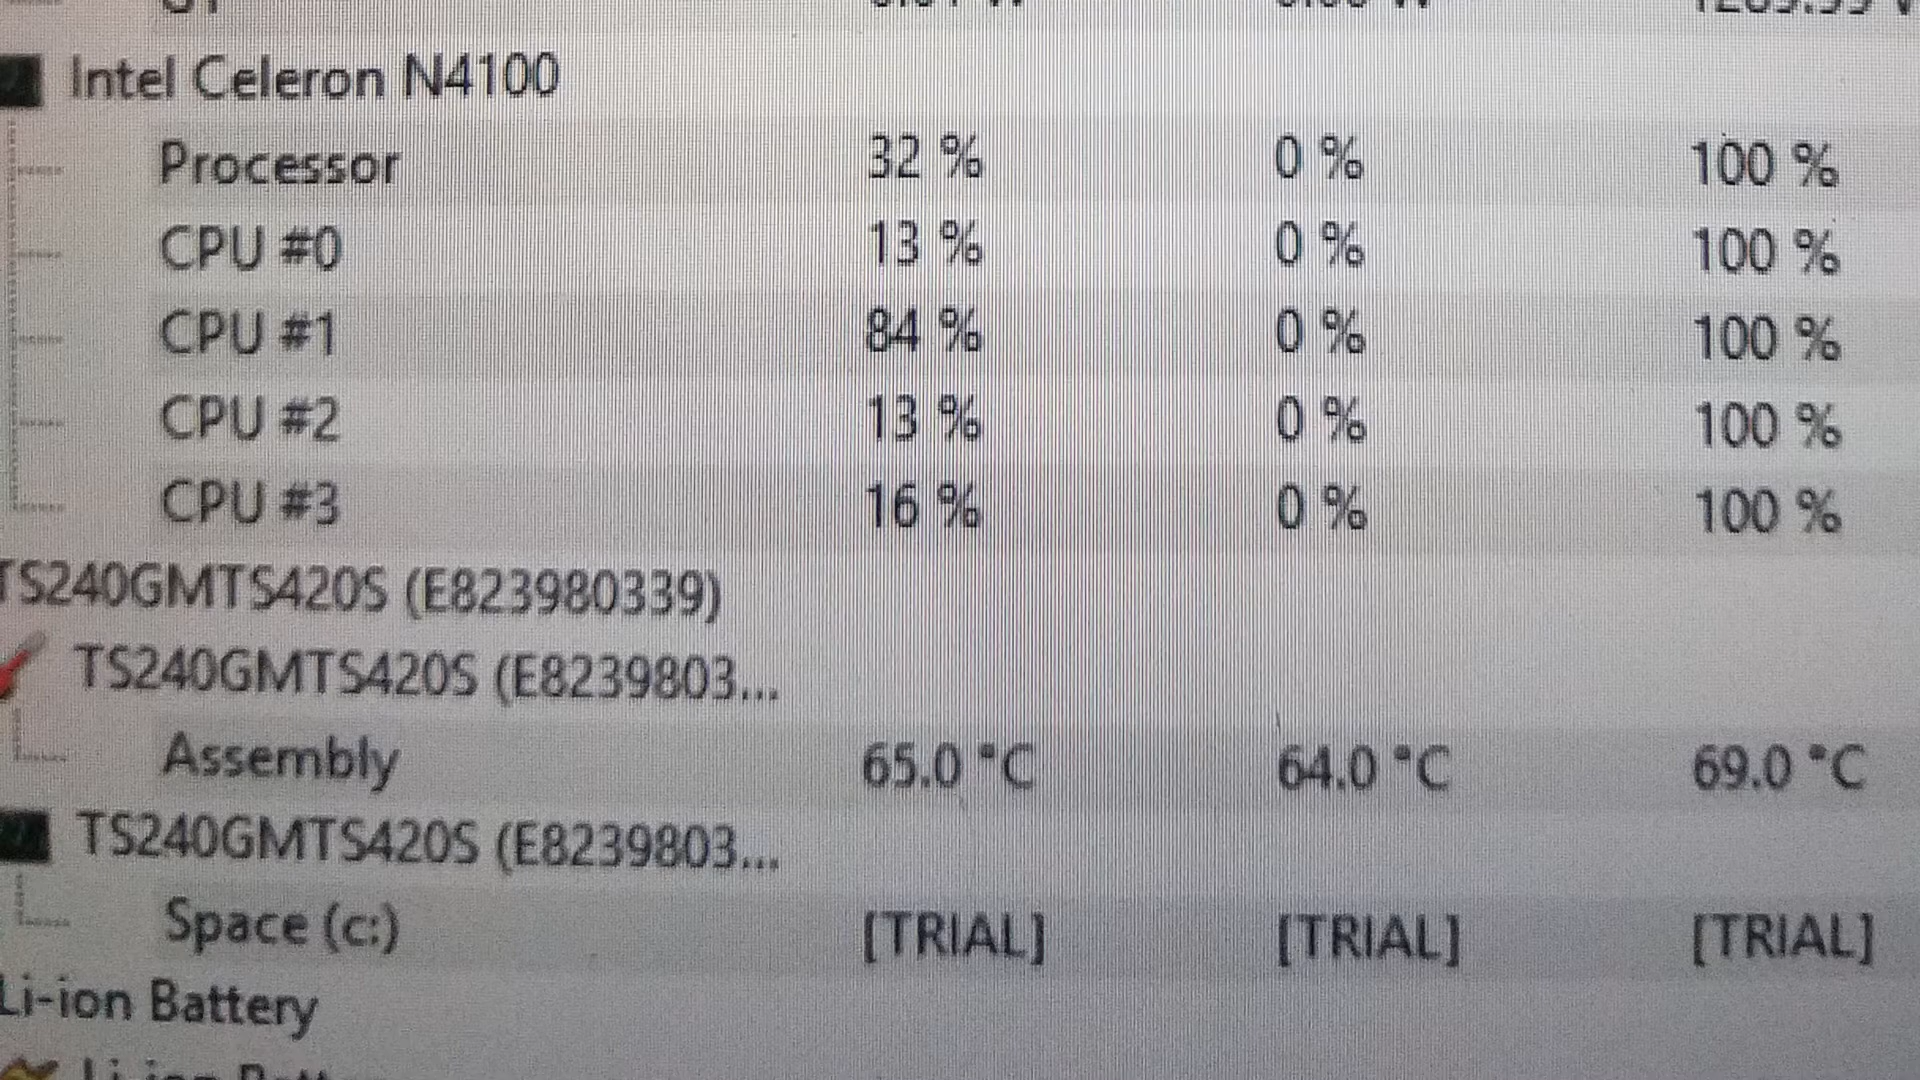 Intel Celeron N4100
Processor 32 % 0 % 100 %
CPU #0 13 % 0 % 100 %
CPU #1 84 % 0 % 100 %
CPU #2 13 % 0 % 100 %
CPU #3 16 % 0 % 100 %
TS240GMTS420S (E823980339)
TS240GMTS420S (E8239803...
Assembly 65.0 °C 64.0 °C 69.0 °C
TS240GMTS420S (E8239803...
Space (c:) [TRIAL] [TRIAL] [TRIAL]
Li-ion Battery